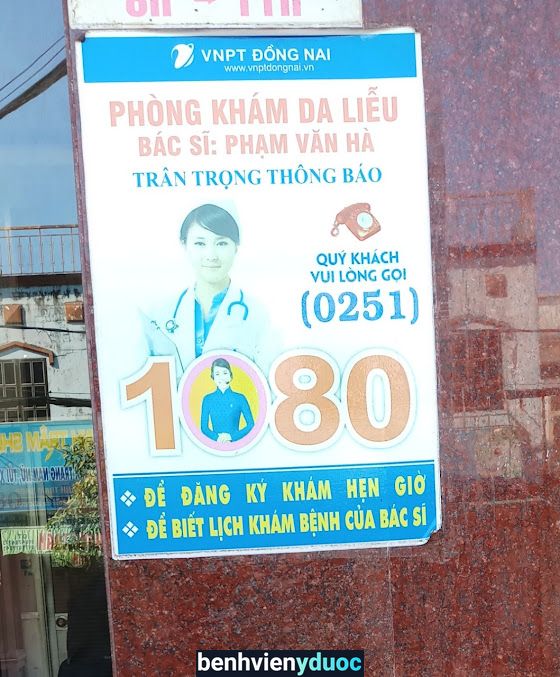 8h → 11h
VNPT ĐỒNG NAI
www.vnptdongnai.vn
PHÒNG KHÁM DA LIỄU
BÁC SĨ: PHẠM VĂN HÀ
TRÂN TRỌNG THÔNG BÁO
QUÝ KHÁCH
VUI LÒNG GỌI
(0251)
1080
❖ ĐỂ ĐĂNG KÝ KHÁM HẸN GIỜ
❖ ĐỂ BIẾT LỊCH KHÁM BỆNH CỦA BÁC SĨ
benhvienyduoc